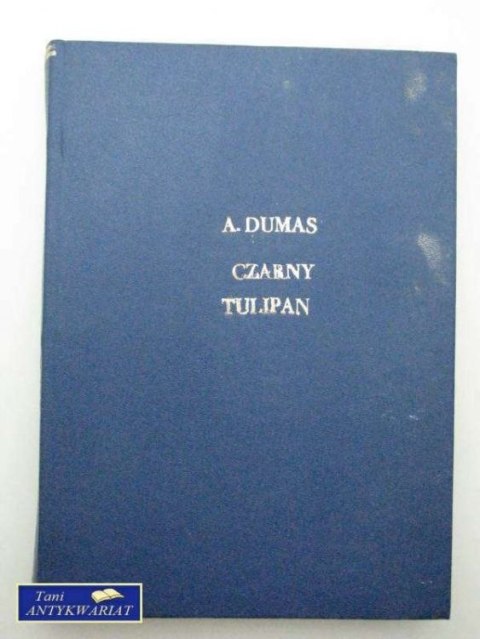 A. DUMAS
CZARNY
TULIPAN
Tani
ANTYKWARIAT